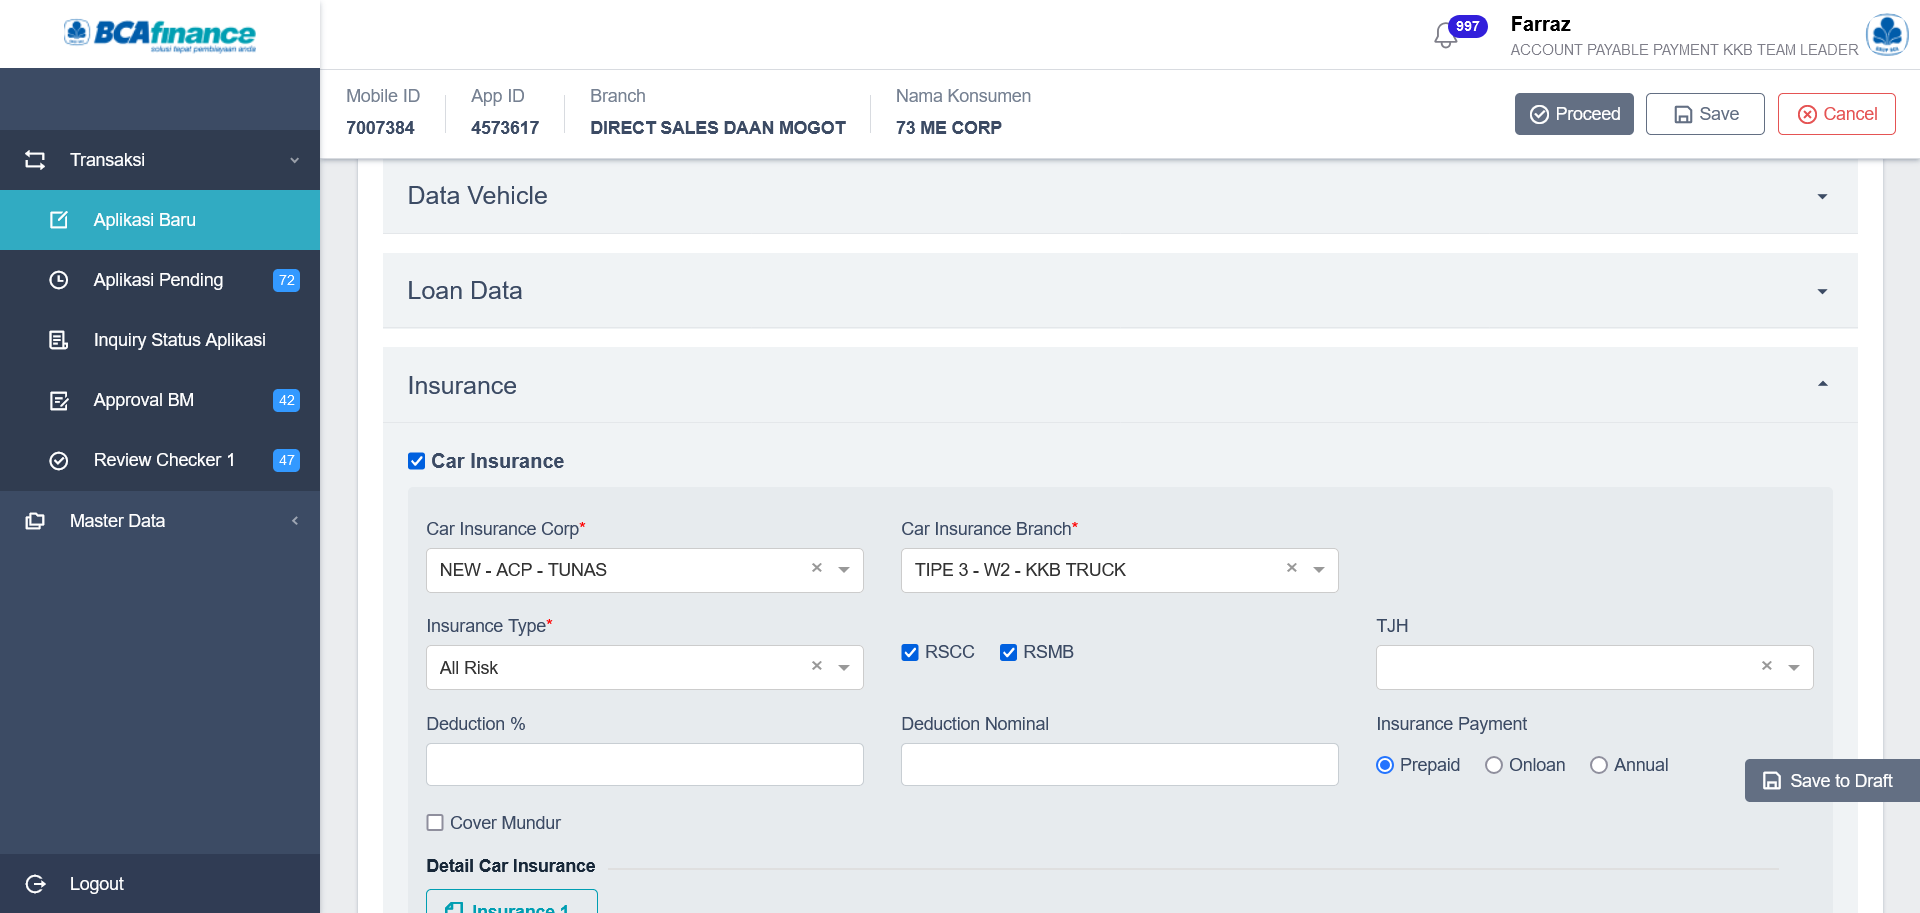 BCAfinance
solusi tepat pembiayaan anda
997
Farraz
ACCOUNT PAYABLE PAYMENT KKB TEAM LEADER
Mobile ID
7007384
App ID
4573617
Branch
DIRECT SALES DAAN MOGOT
Nama Konsumen
73 ME CORP
Proceed
Save
Cancel
Transaksi
Aplikasi Baru
Aplikasi Pending 72
Inquiry Status Aplikasi
Approval BM 42
Review Checker 1 47
Master Data
Logout
Data Vehicle
Loan Data
Insurance
Car Insurance
Car Insurance Corp*
NEW - ACP - TUNAS
Car Insurance Branch*
TIPE 3 - W2 - KKB TRUCK
Insurance Type*
All Risk
RSCC
RSMB
TJH
Deduction %
Deduction Nominal
Insurance Payment
Prepaid
Onloan
Annual
Save to Draft
Cover Mundur
Detail Car Insurance
Insurance 1